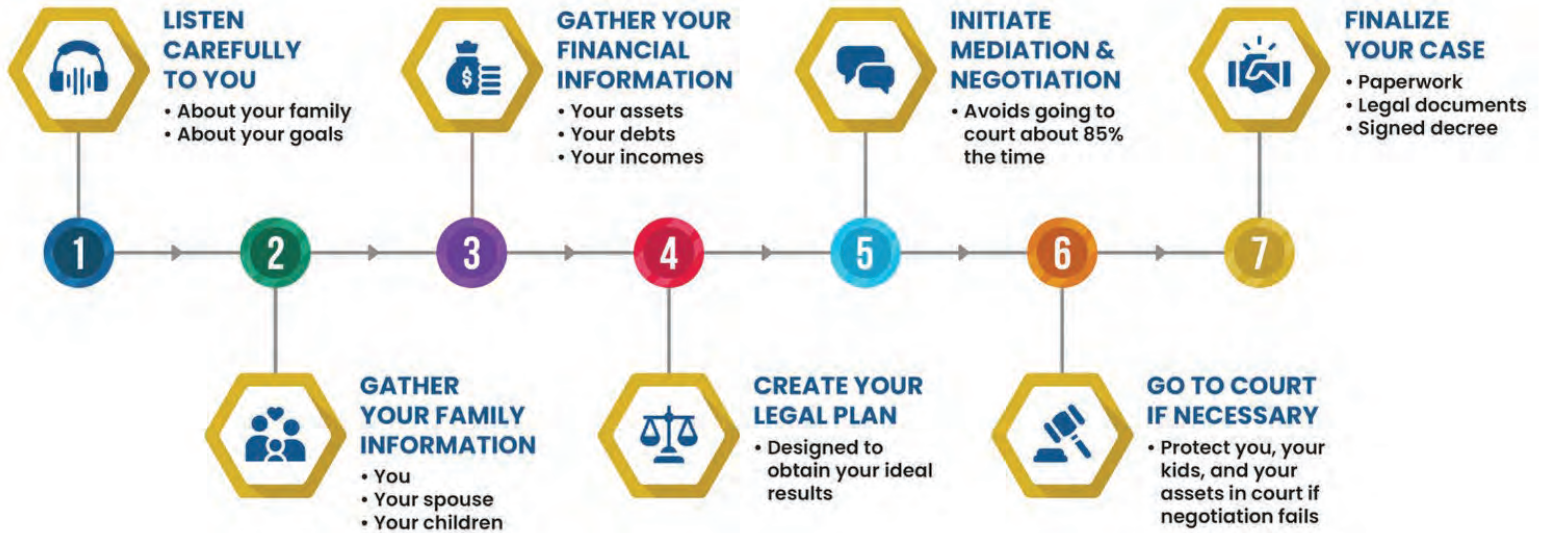 LISTEN
CAREFULLY
TO YOU
• About your family
• About your goals
GATHER YOUR
FINANCIAL
INFORMATION
• Your assets
• Your debts
• Your incomes
INITIATE
MEDIATION &
NEGOTIATION
• Avoids going to
court about 85%
the time
FINALIZE
YOUR CASE
• Paperwork
• Legal documents
• Signed decree
$
1
2
3
4
5
6
7
GATHER
YOUR FAMILY
INFORMATION
• You
• Your spouse
• Your children
CREATE YOUR
LEGAL PLAN
• Designed to
obtain your ideal
results
GO TO COURT
IF NECESSARY
• Protect you, your
kids, and your
assets in court if
negotiation fails